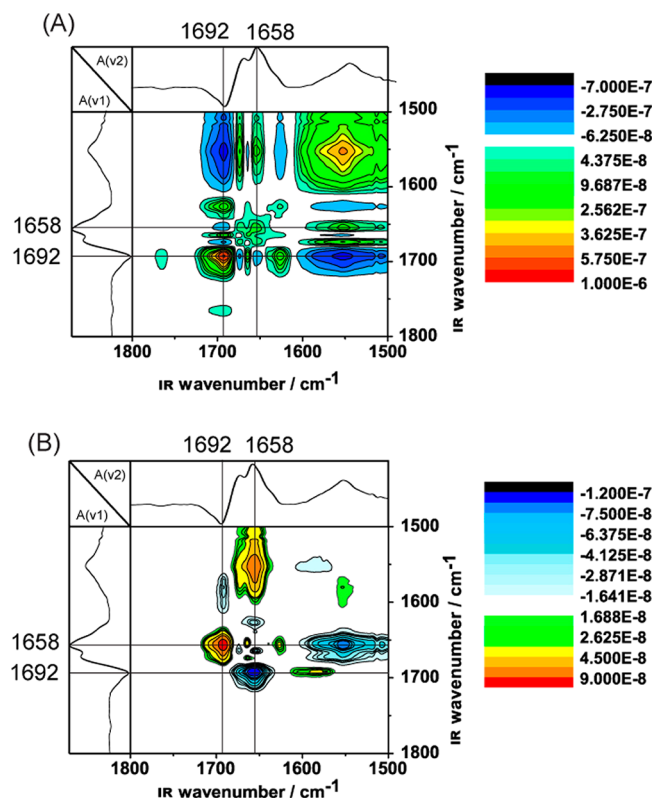 (A)
1692 1658
A(v2)
A(v1)
1658
1692
1500
1600
1700
1800
IR wavenumber / cm-1
1800 1700 1600 1500
IR wavenumber / cm-1
-7.000E-7
-2.750E-7
-6.250E-8
4.375E-8
9.687E-8
2.562E-7
3.625E-7
5.750E-7
1.000E-6
(B)
1692 1658
A(v2)
A(v1)
1658
1692
1500
1600
1700
1800
IR wavenumber / cm-1
1800 1700 1600 1500
IR wavenumber / cm-1
-1.200E-7
-7.500E-8
-6.375E-8
-4.125E-8
-2.871E-8
-1.641E-8
1.688E-8
2.625E-8
4.500E-8
9.000E-8